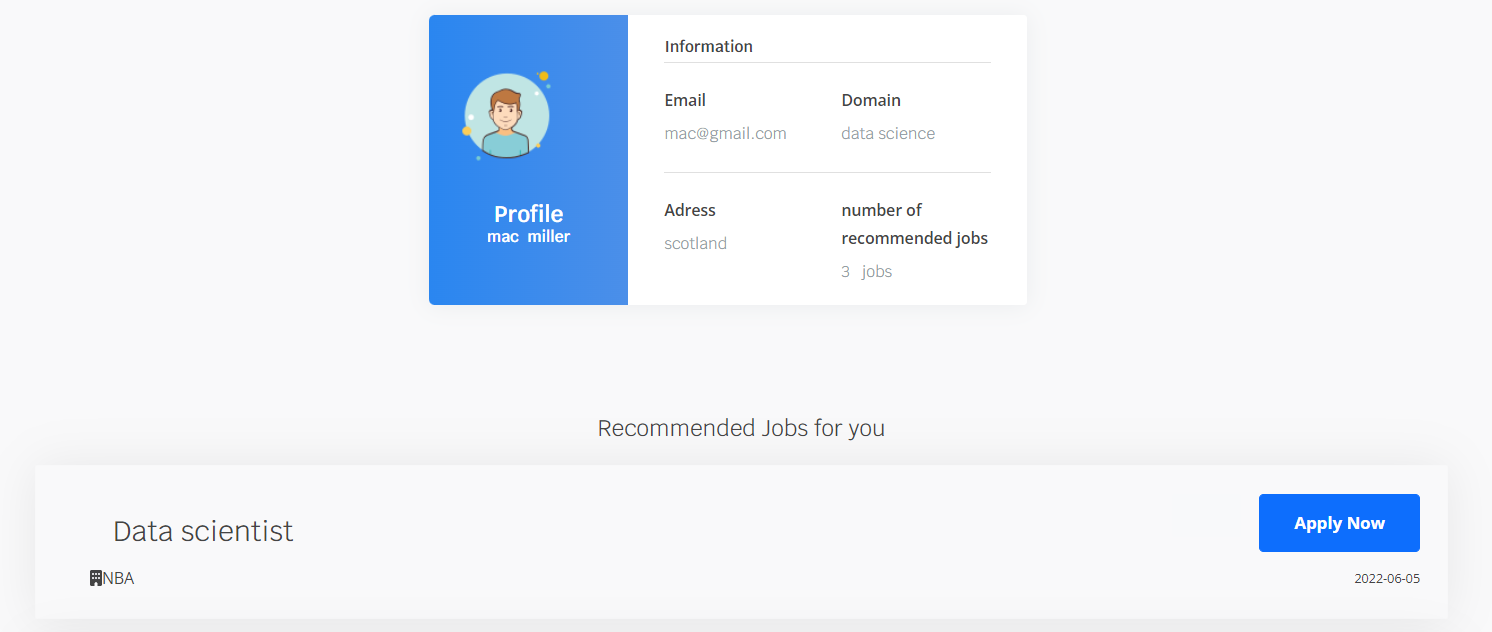 Information
Email
Domain
mac@gmail.com
data science
Profile
mac miller
Adress
number of
recommended jobs
scotland
3 jobs
Recommended Jobs for you
Data scientist
Apply Now
NBA
2022-06-05